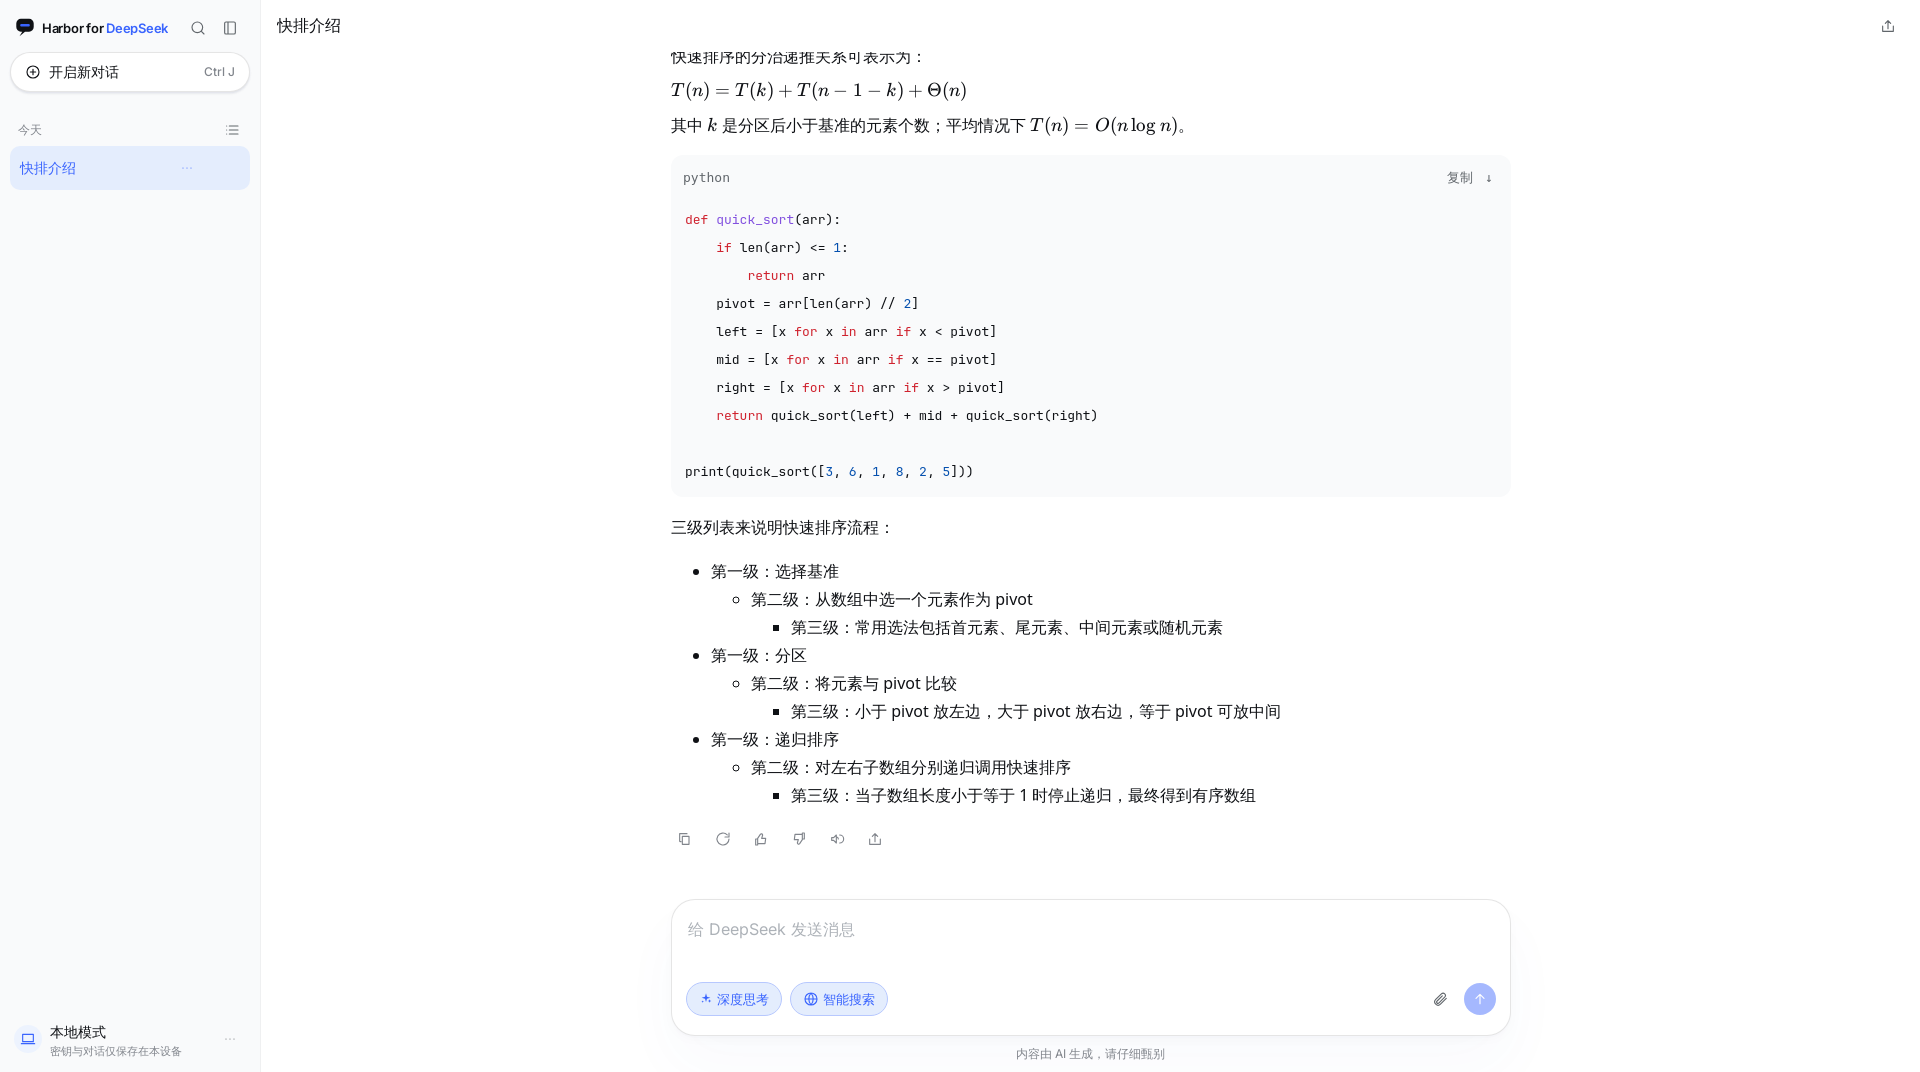 Harbor for DeepSeek
开启新对话 Ctrl J
今天
快排介绍
本地模式
密钥与对话仅保存在本设备
快排介绍
快速排序的分治递推关系可表示为：
T(n) = T(k) + T(n − 1 − k) + Θ(n)
其中 k 是分区后小于基准的元素个数；平均情况下 T(n) = O(n log n)。
python 复制 ↓
def quick_sort(arr):
    if len(arr) <= 1:
        return arr
    pivot = arr[len(arr) // 2]
    left = [x for x in arr if x < pivot]
    mid = [x for x in arr if x == pivot]
    right = [x for x in arr if x > pivot]
    return quick_sort(left) + mid + quick_sort(right)
print(quick_sort([3, 6, 1, 8, 2, 5]))
三级列表来说明快速排序流程：
第一级：选择基准
第二级：从数组中选一个元素作为 pivot
第三级：常用选法包括首元素、尾元素、中间元素或随机元素
第一级：分区
第二级：将元素与 pivot 比较
第三级：小于 pivot 放左边，大于 pivot 放右边，等于 pivot 可放中间
第一级：递归排序
第二级：对左右子数组分别递归调用快速排序
第三级：当子数组长度小于等于 1 时停止递归，最终得到有序数组
给 DeepSeek 发送消息
深度思考 智能搜索
内容由 AI 生成，请仔细甄别